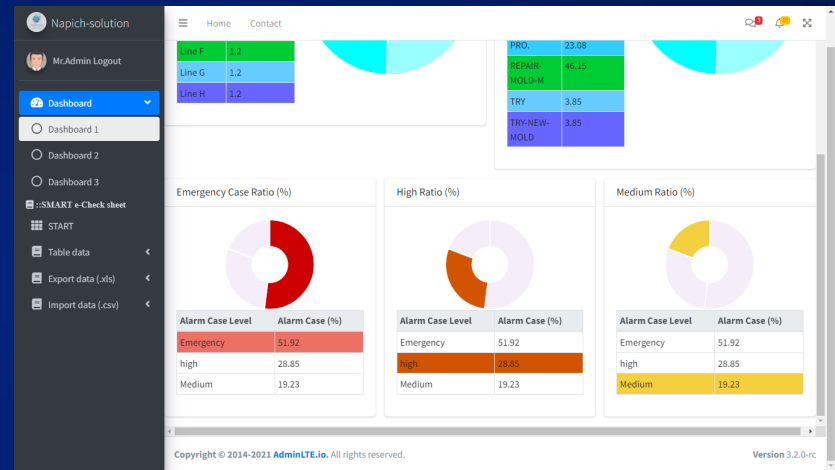 Napich-solution
Home Contact
3
Mr.Admin Logout
Dashboard
Dashboard 1
Dashboard 2
Dashboard 3
::SMART e-Check sheet
START
Table data
Export data (.xls)
Import data (.csv)
Line F 1.2
Line G 1.2
Line H 1.2
PRO. 23.08
REPAIR-MOLD-M 46.15
TRY 3.85
TRY-NEW-MOLD 3.85
Emergency Case Ratio (%)
Alarm Case Level Alarm Case (%)
Emergency 51.92
high 28.85
Medium 19.23
High Ratio (%)
Alarm Case Level Alarm Case (%)
Emergency 51.92
high 28.85
Medium 19.23
Medium Ratio (%)
Alarm Case Level Alarm Case (%)
Emergency 51.92
high 28.85
Medium 19.23
Copyright © 2014-2021 AdminLTE.io. All rights reserved.
Version 3.2.0-rc